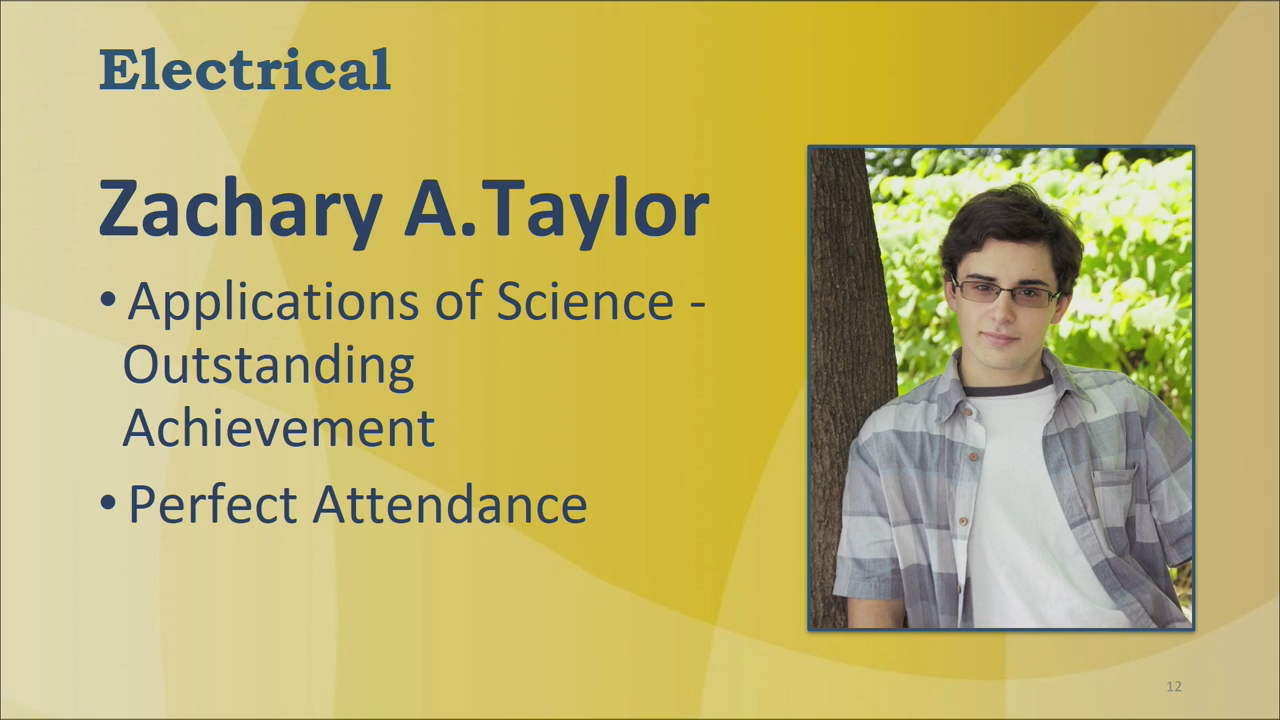 Electrical
Zachary A.Taylor
• Applications of Science -
Outstanding
Achievement
• Perfect Attendance
12